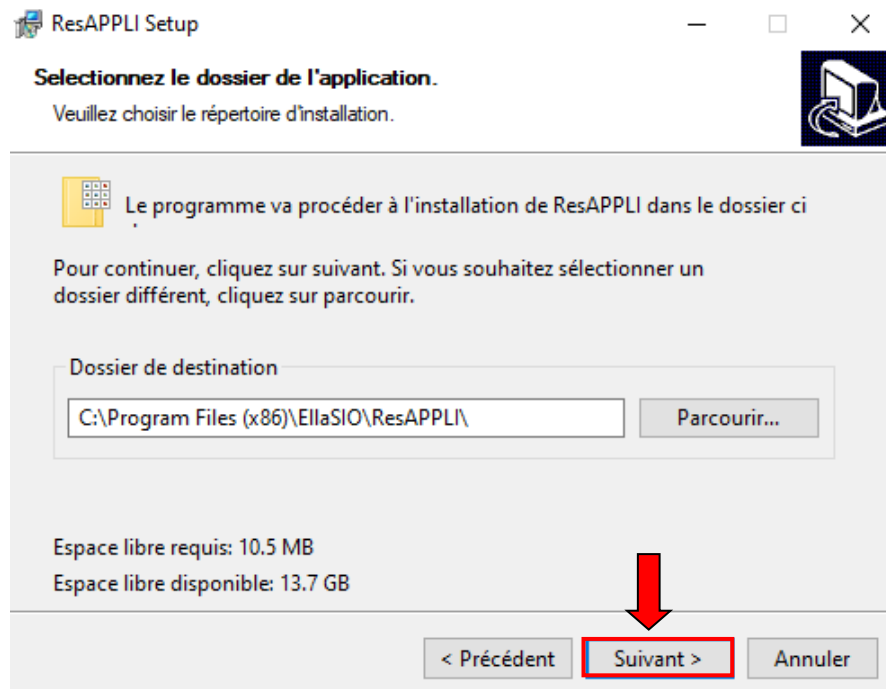 ResAPPLI Setup
Selectionnez le dossier de l'application.
Veuillez choisir le répertoire d'installation.
Le programme va procéder à l'installation de ResAPPLI dans le dossier ci
Pour continuer, cliquez sur suivant. Si vous souhaitez sélectionner un
dossier différent, cliquez sur parcourir.
Dossier de destination
C:\Program Files (x86)\EllaSIO\ResAPPLI\
Parcourir...
Espace libre requis: 10.5 MB
Espace libre disponible: 13.7 GB
< Précédent
Suivant >
Annuler